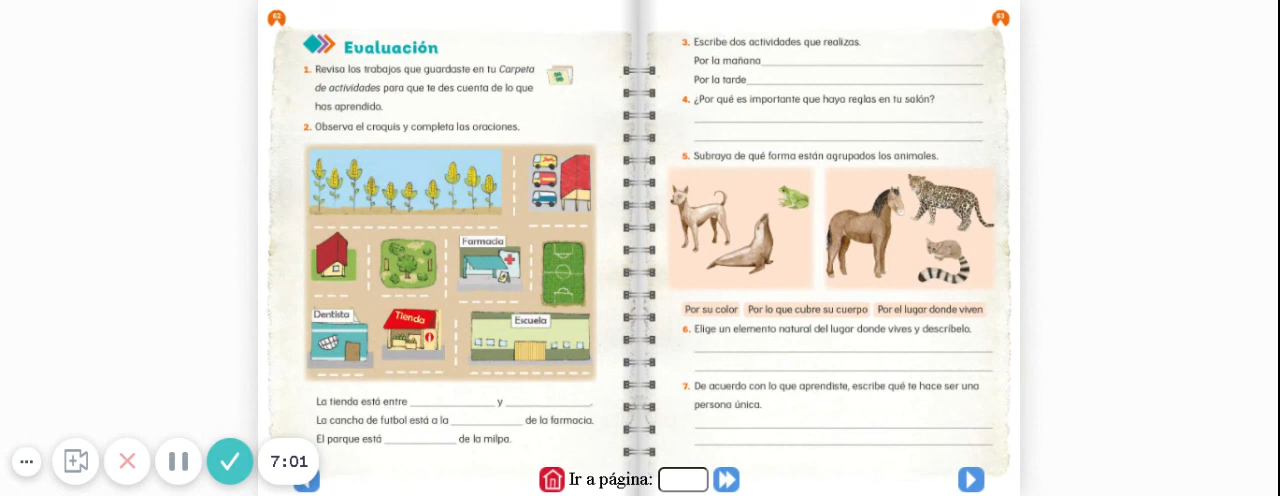 62
Evaluación
1. Revisa los trabajos que guardaste en tu Carpeta
de actividades para que te des cuenta de lo que
has aprendido.
2. Observa el croquis y completa las oraciones.
Farmacia
Dentista
Tienda
Escuela
La tienda está entre ______________ y ______________.
La cancha de futbol está a la ____________ de la farmacia.
El parque está ____________ de la milpa.
63
3. Escribe dos actividades que realizas.
Por la mañana
Por la tarde
4. ¿Por qué es importante que haya reglas en tu salón?
5. Subraya de qué forma están agrupados los animales.
Por su color Por lo que cubre su cuerpo Por el lugar donde viven
6. Elige un elemento natural del lugar donde vives y descríbelo.
7. De acuerdo con lo que aprendiste, escribe qué te hace ser una
persona única.
7:01
Ir a página: